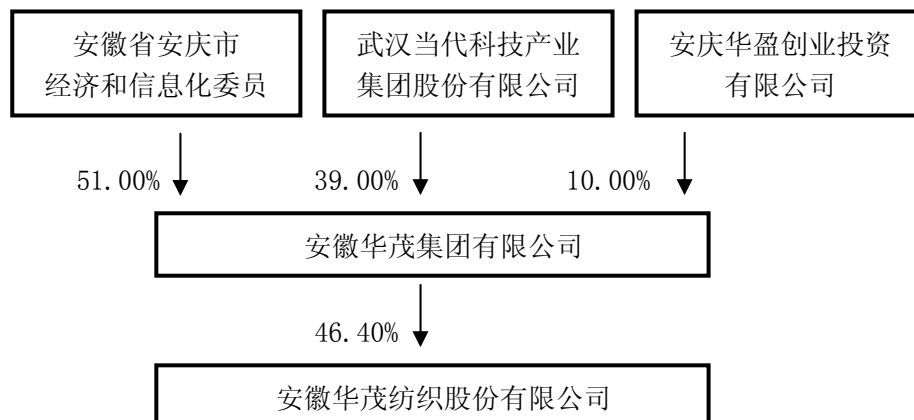 安徽省安庆市
经济和信息化委员
武汉当代科技产业
集团股份有限公司
安庆华盈创业投资
有限公司
51.00%
39.00%
10.00%
安徽华茂集团有限公司
46.40%
安徽华茂纺织股份有限公司